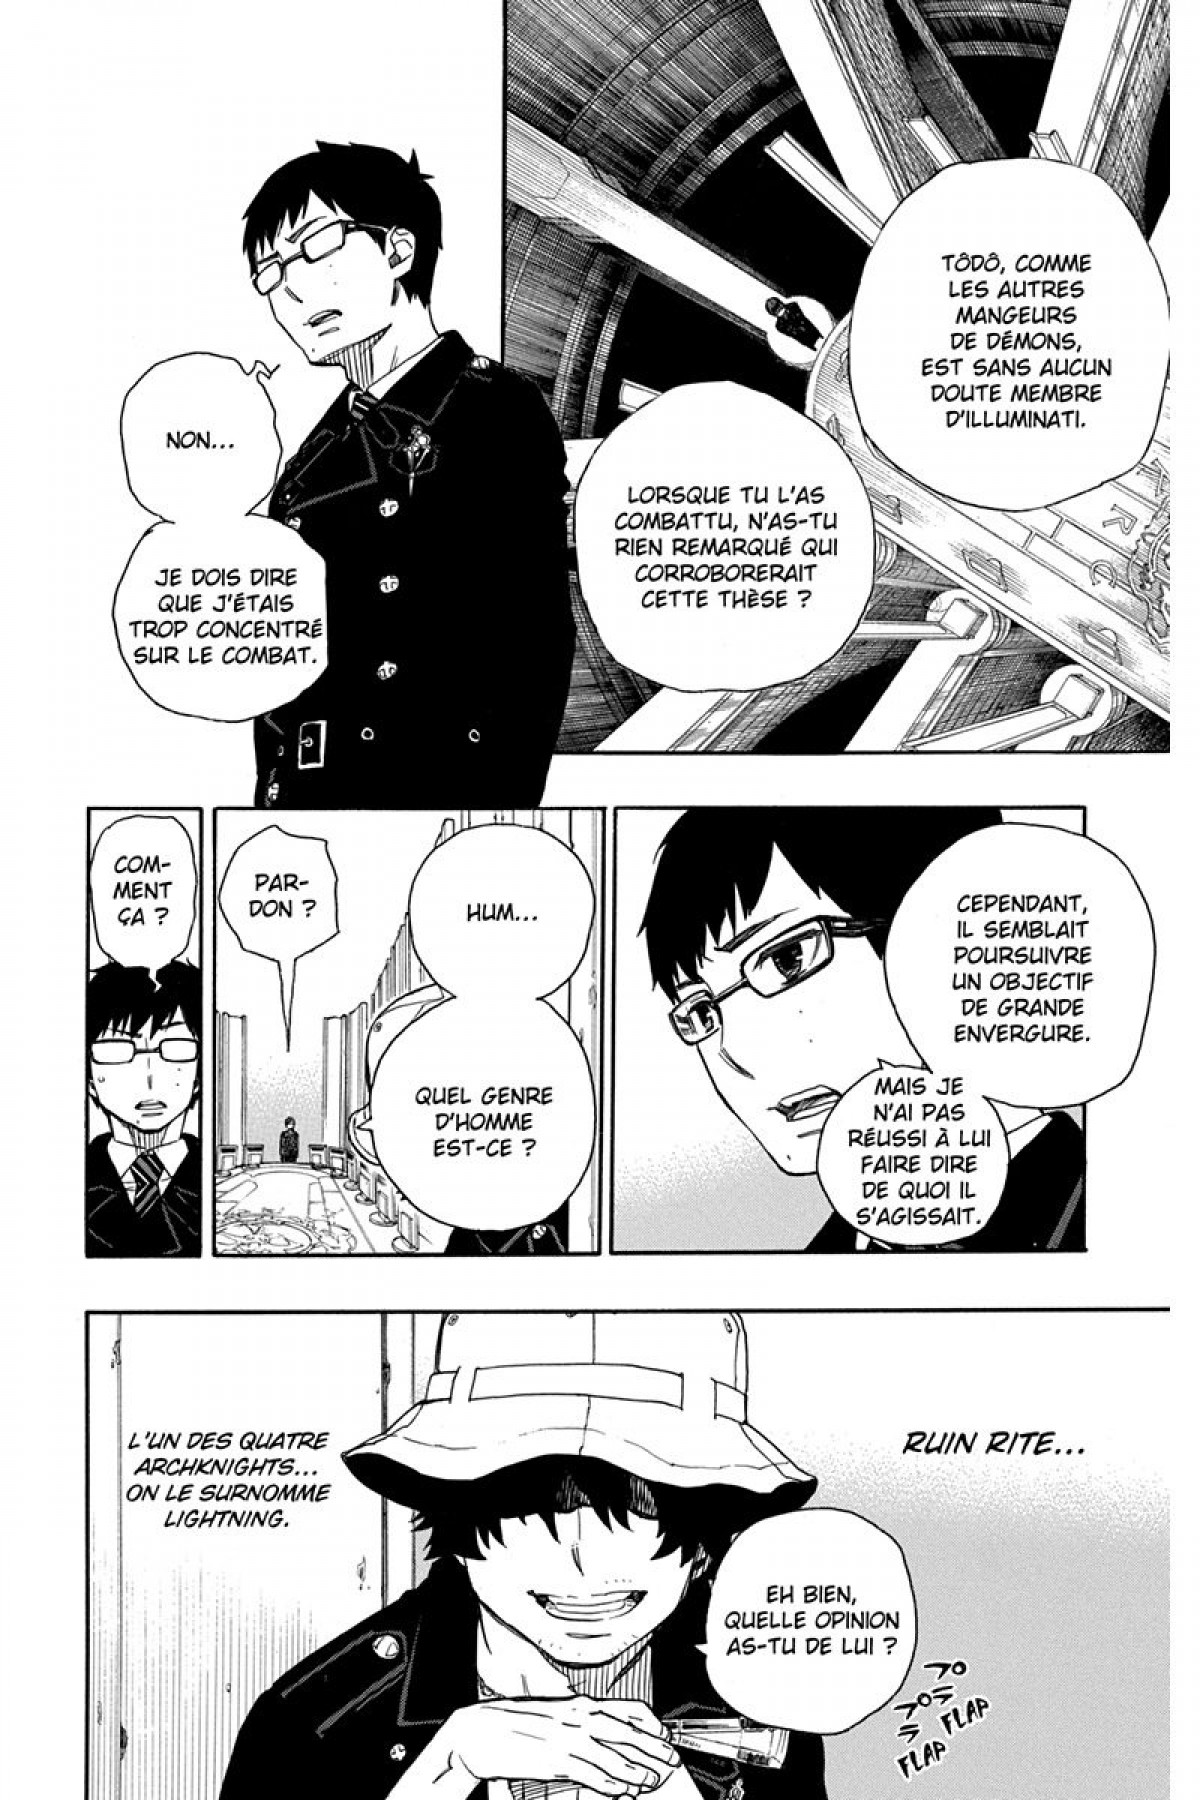 TÔDÔ, COMME
LES AUTRES
MANGEURS
DE DÉMONS,
EST SANS AUCUN
DOUTE MEMBRE
D'ILLUMINATI.
LORSQUE TU L'AS
COMBATTU, N'AS-TU
RIEN REMARQUÉ QUI
CORROBORERAIT
CETTE THÈSE ?
NON...
JE DOIS DIRE
QUE J'ÉTAIS
TROP CONCENTRÉ
SUR LE COMBAT.
CEPENDANT,
IL SEMBLAIT
POURSUIVRE
UN OBJECTIF
DE GRANDE
ENVERGURE.
MAIS JE
N'AI PAS
RÉUSSI À LUI
FAIRE DIRE
DE QUOI IL
S'AGISSAIT.
HUM...
QUEL GENRE
D'HOMME
EST-CE ?
PAR-
DON ?
COM-
MENT
ÇA ?
RUIN RITE...
L'UN DES QUATRE
ARCHKNIGHTS...
ON LE SURNOMME
LIGHTNING.
EH BIEN,
QUELLE OPINION
AS-TU DE LUI ?
プラプラ
FLAP
FLAP